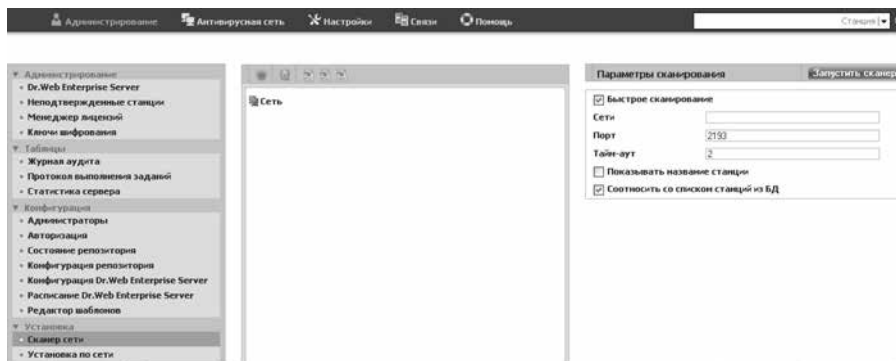 Администрирование Антивирусная сеть Настройки Связи Помощь
Станция
Администрирование
Dr.Web Enterprise Server
Неподтвержденные станции
Менеджер лицензий
Ключи шифрования
Таблицы
Журнал аудита
Протокол выполнения заданий
Статистика сервера
Конфигурация
Администраторы
Авторизация
Состояние репозитория
Конфигурация репозитория
Конфигурация Dr.Web Enterprise Server
Расписание Dr.Web Enterprise Server
Редактор шаблонов
Установка
Сканер сети
Установка по сети
Сеть
Параметры сканирования Запустить сканер
Быстрое сканирование
Сети
Порт 2193
Тайм-аут 2
Показывать название станции
Соотносить со списком станций из БД